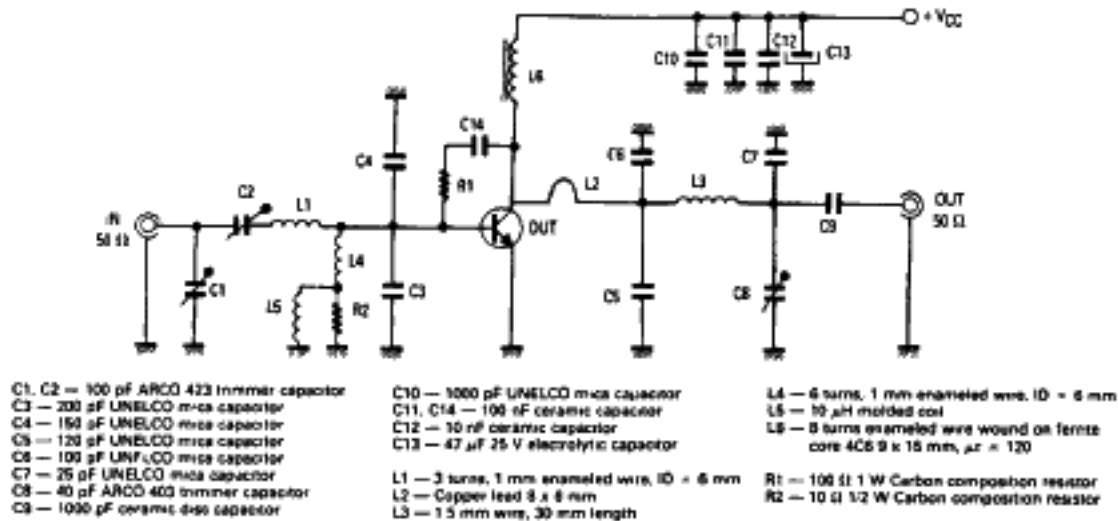 + VCC
C10
C11
C12
C13
L6
C14
C4
R1
C6
C7
L2
L3
C2
L1
IN
50 Ω
DUT
C9
OUT
50 Ω
L4
C1
L5
R2
C3
C5
C8
C1, C2 — 100 pF ARCO 423 trimmer capacitor
C3 — 200 pF UNELCO mica capacitor
C4 — 150 pF UNELCO mica capacitor
C5 — 120 pF UNELCO mica capacitor
C6 — 100 pF UNELCO mica capacitor
C7 — 25 pF UNELCO mica capacitor
C8 — 40 pF ARCO 403 trimmer capacitor
C9 — 1000 pF ceramic disc capacitor
C10 — 1000 pF UNELCO mica capacitor
C11, C14 — 100 nF ceramic capacitor
C12 — 10 nF ceramic capacitor
C13 — 47 µF 25 V electrolytic capacitor
L1 — 3 turns, 1 mm enameled wire, ID = 6 mm
L2 — Copper lead 8 x 6 mm
L3 — 1.5 mm wire, 30 mm length
L4 — 6 turns, 1 mm enameled wire, ID = 6 mm
L5 — 10 µH molded coil
L6 — 8 turns enameled wire wound on ferrite
core 4C6 9 x 15 mm, µr = 120
R1 — 100 Ω 1 W Carbon composition resistor
R2 — 10 Ω 1/2 W Carbon composition resistor